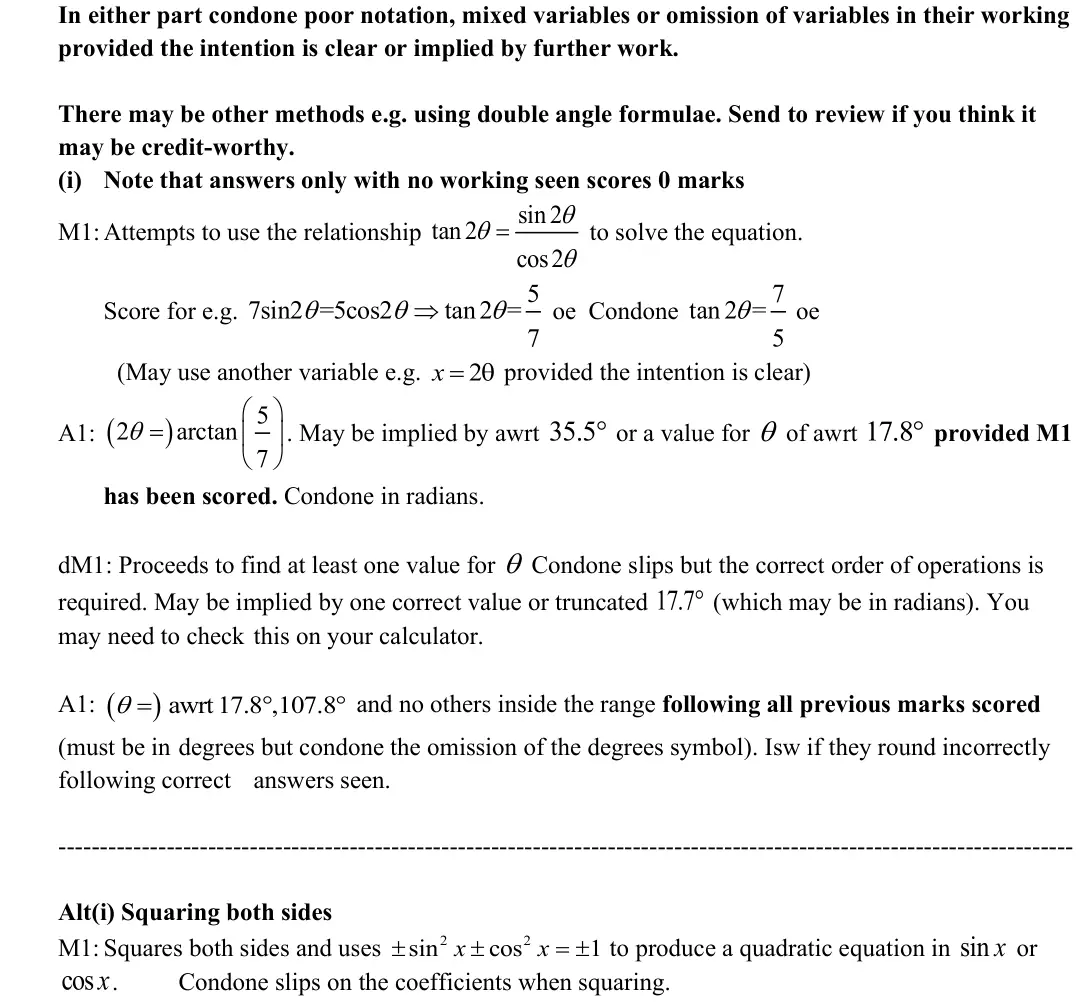 In either part condone poor notation, mixed variables or omission of variables in their working
provided the intention is clear or implied by further work.
There may be other methods e.g. using double angle formulae. Send to review if you think it
may be credit-worthy.
(i) Note that answers only with no working seen scores 0 marks
M1: Attempts to use the relationship tan 2θ = sin 2θ / cos 2θ to solve the equation.
Score for e.g. 7sin2θ=5cos2θ ⇒ tan 2θ= 5/7 oe Condone tan 2θ= 7/5 oe
(May use another variable e.g. x = 2θ provided the intention is clear)
A1: (2θ =) arctan(5/7). May be implied by awrt 35.5° or a value for θ of awrt 17.8° provided M1
has been scored. Condone in radians.
dM1: Proceeds to find at least one value for θ Condone slips but the correct order of operations is
required. May be implied by one correct value or truncated 17.7° (which may be in radians). You
may need to check this on your calculator.
A1: (θ =) awrt 17.8°,107.8° and no others inside the range following all previous marks scored
(must be in degrees but condone the omission of the degrees symbol). Isw if they round incorrectly
following correct answers seen.
Alt(i) Squaring both sides
M1: Squares both sides and uses ±sin² x ± cos² x = ±1 to produce a quadratic equation in sin x or
cos x. Condone slips on the coefficients when squaring.